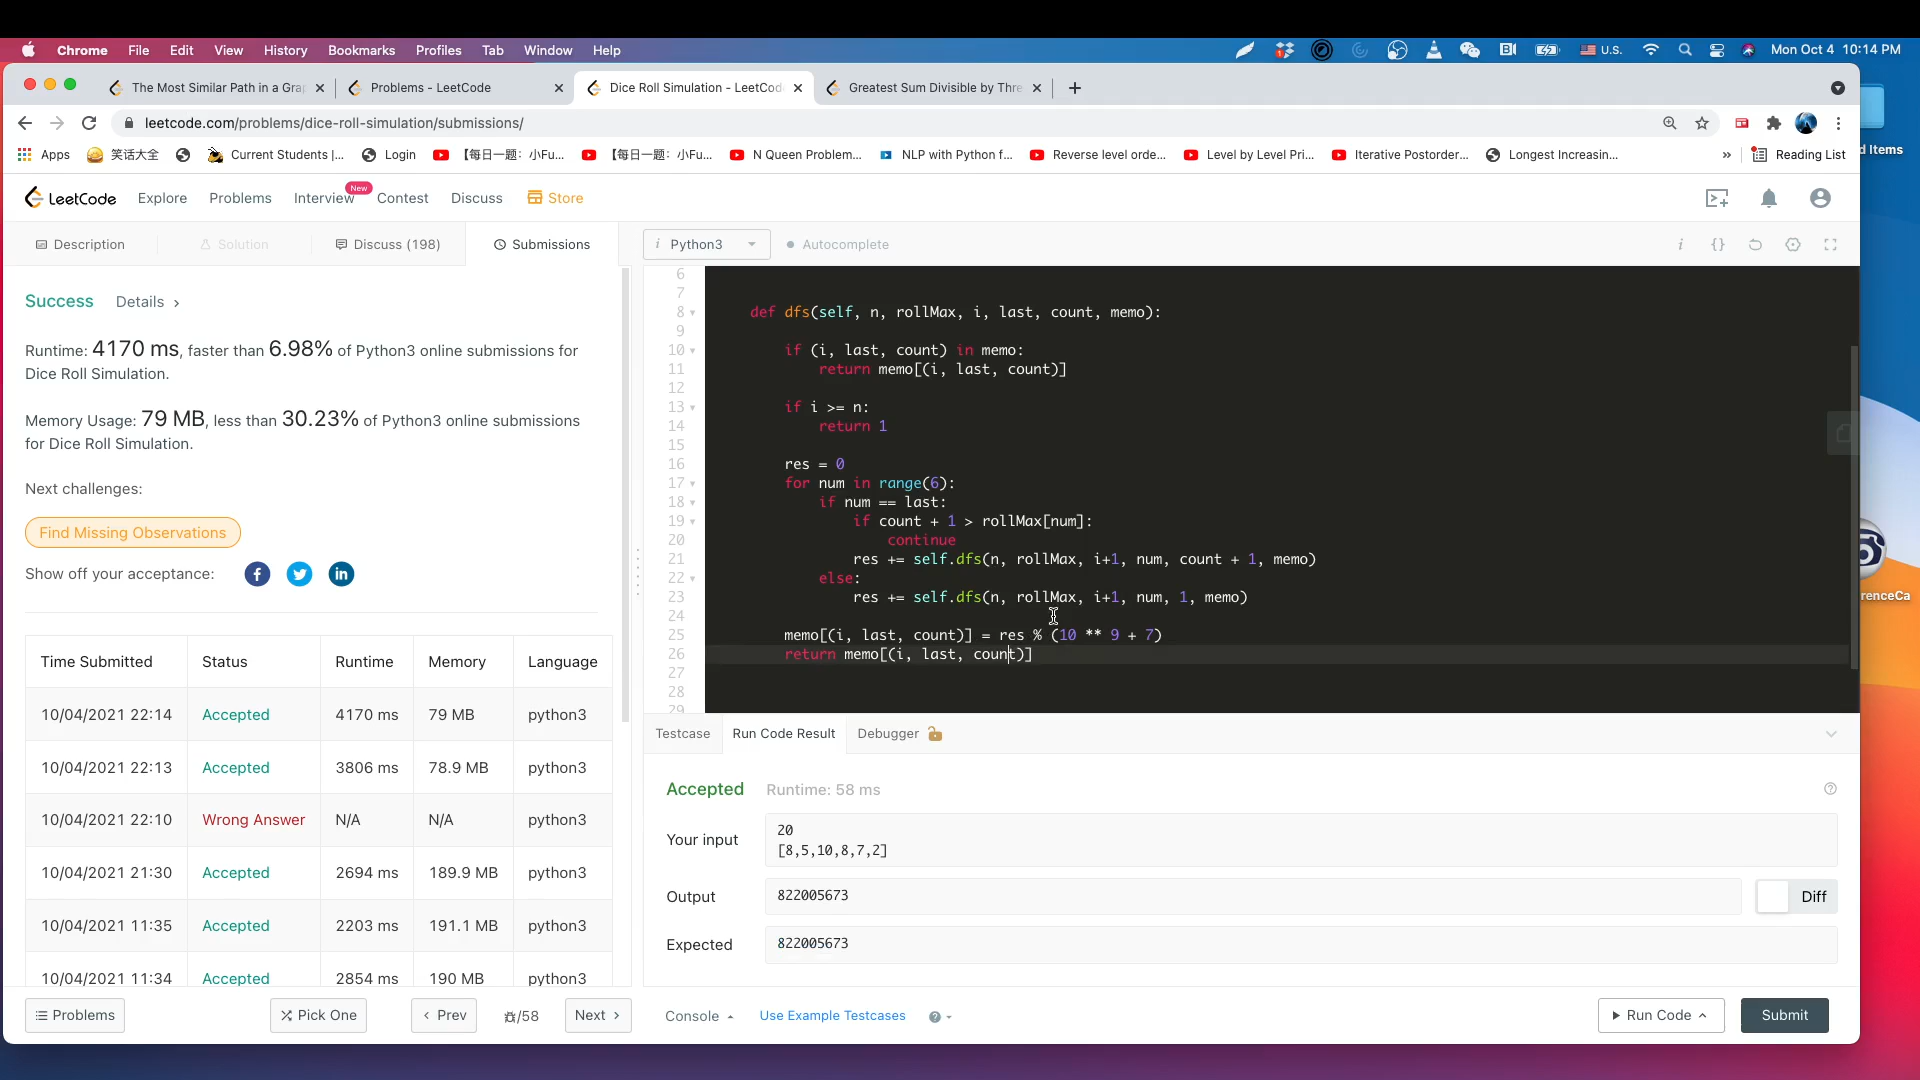 Chrome File Edit View History Bookmarks Profiles Tab Window Help U.S. Mon Oct 4 10:14 PM
The Most Similar Path in a Gra Problems - LeetCode Dice Roll Simulation - LeetCod Greatest Sum Divisible by Thre
leetcode.com/problems/dice-roll-simulation/submissions/
Apps 笑话大全 Current Students |... Login 【每日一题：小Fu... 【每日一题：小Fu... N Queen Problem... NLP with Python f... Reverse level orde... Level by Level Pri... Iterative Postorder... Longest Increasin... » Reading List
d Items
LeetCode Explore Problems Interview New Contest Discuss Store
Description Solution Discuss (198) Submissions
i Python3 Autocomplete i {}
Success Details >
Runtime: 4170 ms, faster than 6.98% of Python3 online submissions for
Dice Roll Simulation.
Memory Usage: 79 MB, less than 30.23% of Python3 online submissions
for Dice Roll Simulation.
Next challenges:
Find Missing Observations
Show off your acceptance:
Time Submitted Status Runtime Memory Language
10/04/2021 22:14 Accepted 4170 ms 79 MB python3
10/04/2021 22:13 Accepted 3806 ms 78.9 MB python3
10/04/2021 22:10 Wrong Answer N/A N/A python3
10/04/2021 21:30 Accepted 2694 ms 189.9 MB python3
10/04/2021 11:35 Accepted 2203 ms 191.1 MB python3
10/04/2021 11:34 Accepted 2854 ms 190 MB python3
6
7
8 def dfs(self, n, rollMax, i, last, count, memo):
9
10 if (i, last, count) in memo:
11 return memo[(i, last, count)]
12
13 if i >= n:
14 return 1
15
16 res = 0
17 for num in range(6):
18 if num == last:
19 if count + 1 > rollMax[num]:
20 continue
21 res += self.dfs(n, rollMax, i+1, num, count + 1, memo)
22 else:
23 res += self.dfs(n, rollMax, i+1, num, 1, memo)
24
25 memo[(i, last, count)] = res % (10 ** 9 + 7)
26 return memo[(i, last, count)]
27
28
29
renceCa
Testcase Run Code Result Debugger
Accepted Runtime: 58 ms
Your input
20
[8,5,10,8,7,2]
Output 822005673 Diff
Expected 822005673
Problems Pick One < Prev /58 Next >
Console Use Example Testcases Run Code Submit